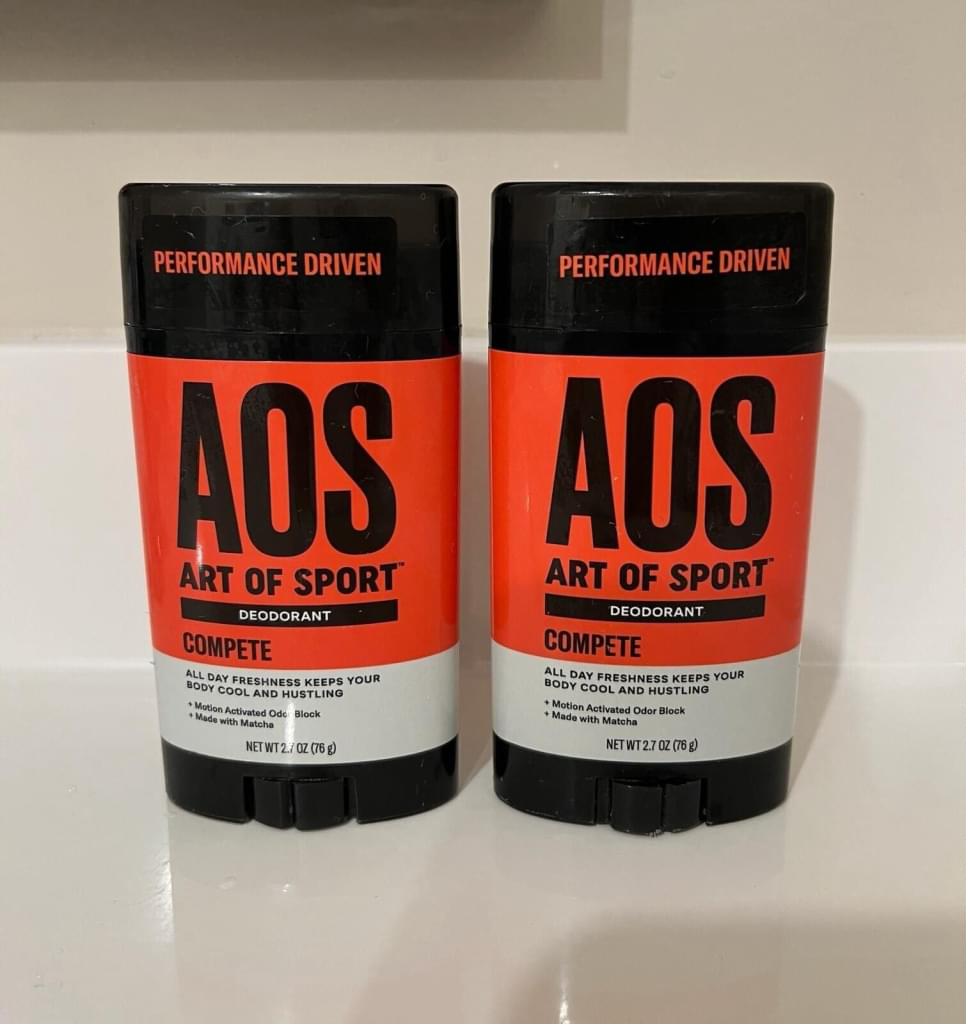 PERFORMANCE DRIVEN
AOS
ART OF SPORT™
DEODORANT
COMPETE
ALL DAY FRESHNESS KEEPS YOUR
BODY COOL AND HUSTLING
+ Motion Activated Odor Block
+ Made with Matcha
NET WT 2.7 OZ (76 g)
PERFORMANCE DRIVEN
AOS
ART OF SPORT™
DEODORANT
COMPETE
ALL DAY FRESHNESS KEEPS YOUR
BODY COOL AND HUSTLING
+ Motion Activated Odor Block
+ Made with Matcha
NET WT 2.7 OZ (76 g)